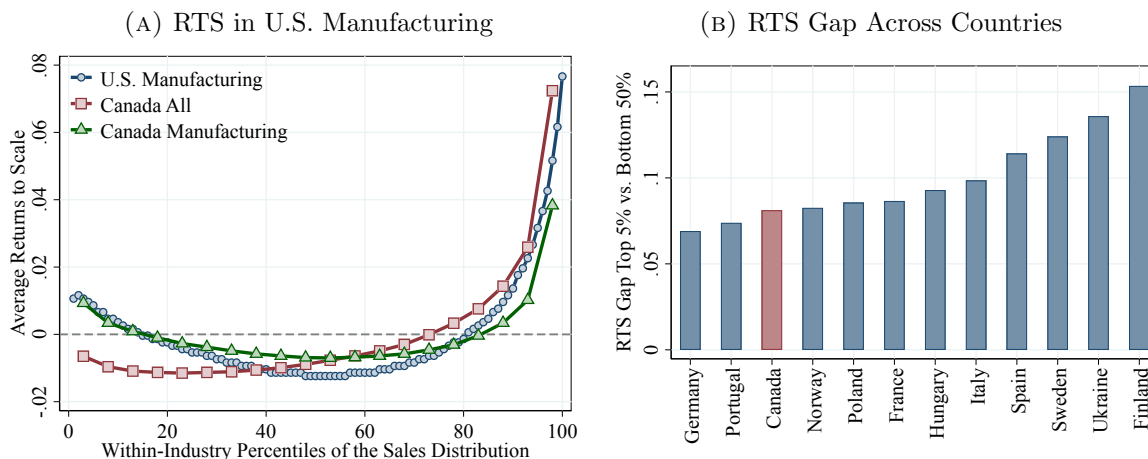 (A) RTS in U.S. Manufacturing
.08
.06
.04
.02
0
-.02
Average Returns to Scale
U.S. Manufacturing
Canada All
Canada Manufacturing
0 20 40 60 80 100
Within-Industry Percentiles of the Sales Distribution
(B) RTS Gap Across Countries
.15
.1
.05
0
RTS Gap Top 5% vs. Bottom 50%
Germany
Portugal
Canada
Norway
Poland
France
Hungary
Italy
Spain
Sweden
Ukraine
Finland